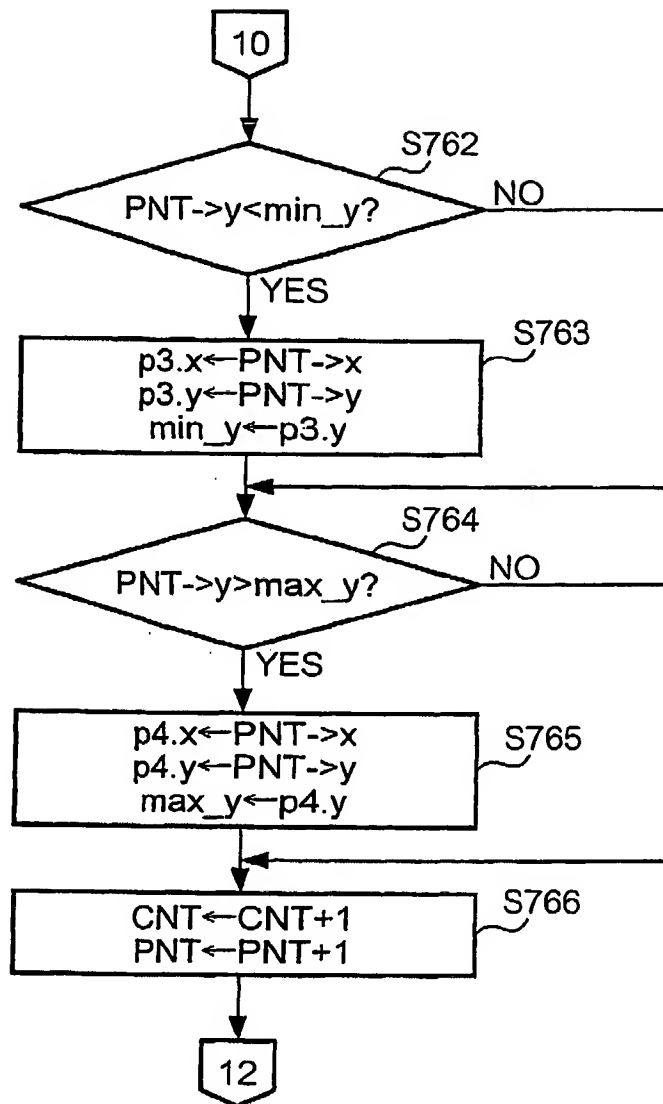 10
S762
PNT->y<min_y?
NO
YES
S763
p3.x←PNT->x
p3.y←PNT->y
min_y←p3.y
S764
PNT->y>max_y?
NO
YES
S765
p4.x←PNT->x
p4.y←PNT->y
max_y←p4.y
S766
CNT←CNT+1
PNT←PNT+1
12